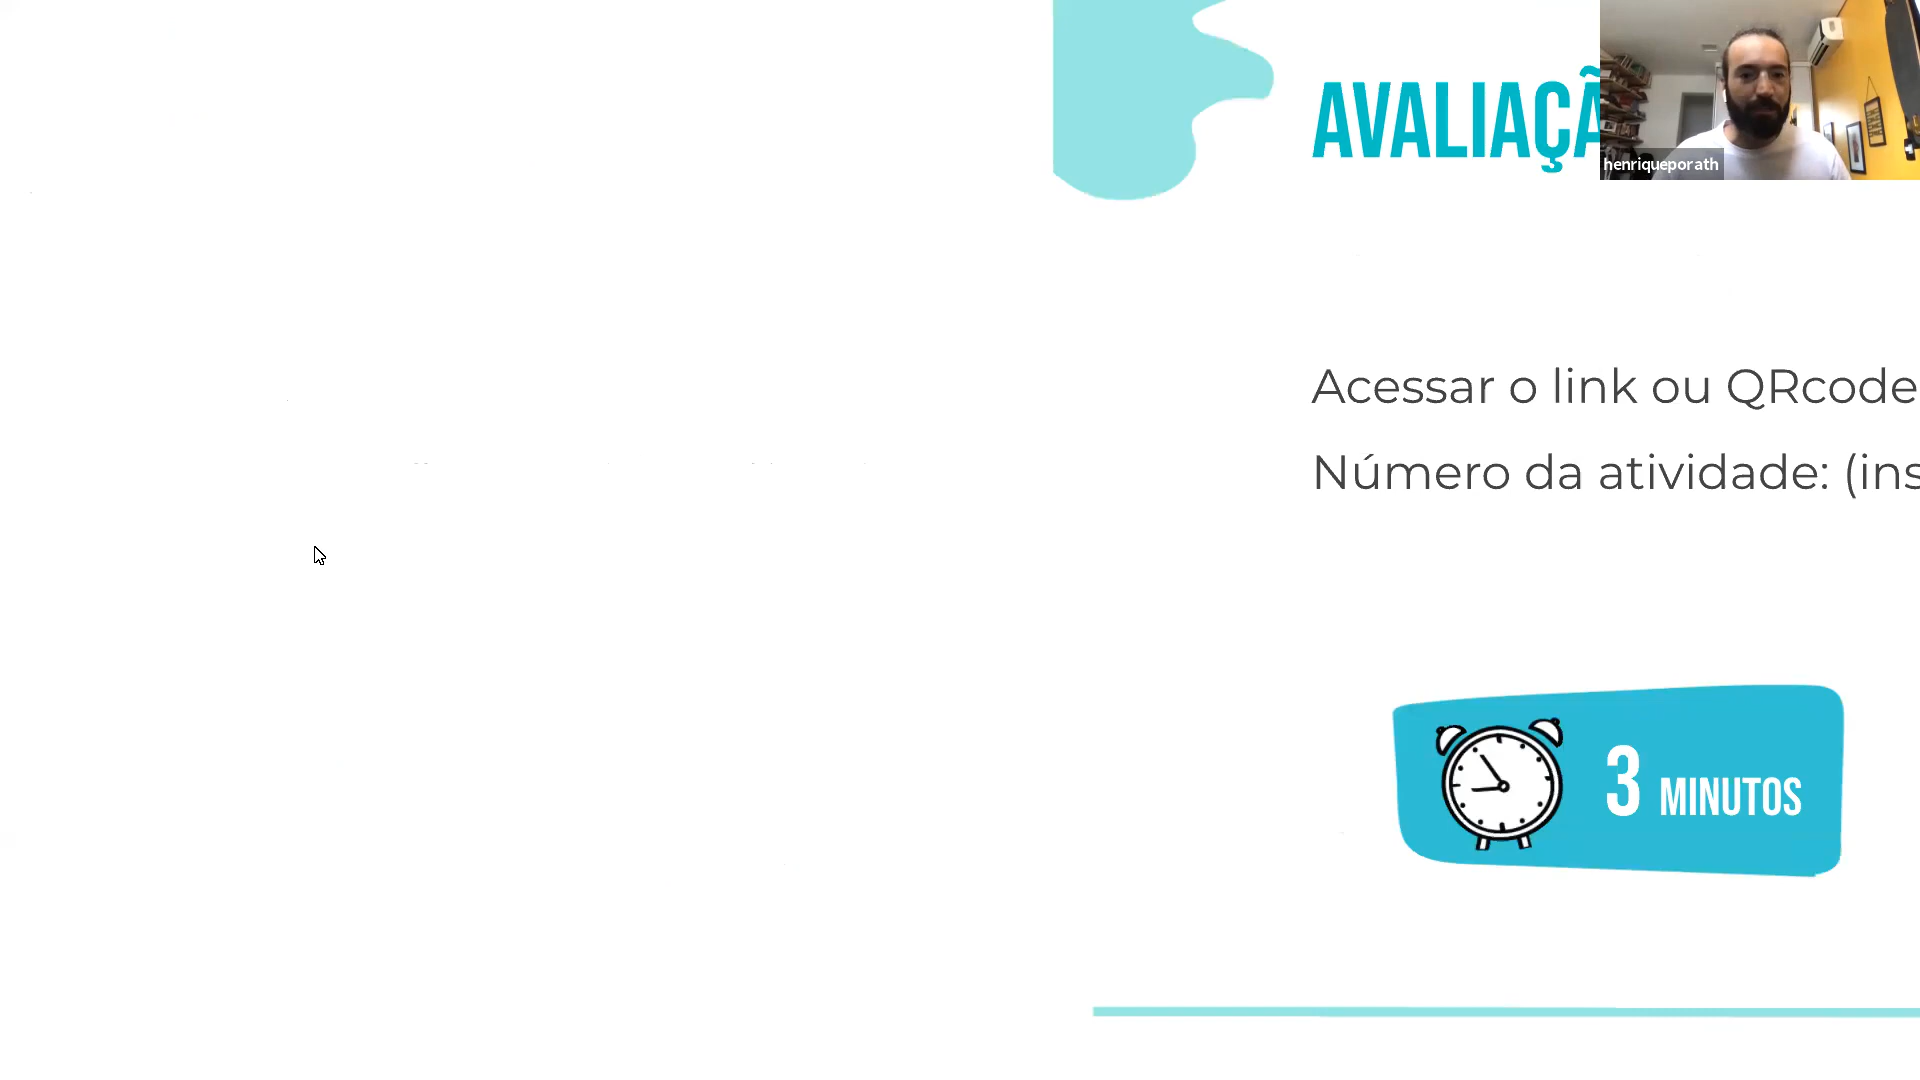 AVALIAÇÃ
henriqueporath
Acessar o link ou QRcode
Número da atividade: (ins
3 MINUTOS